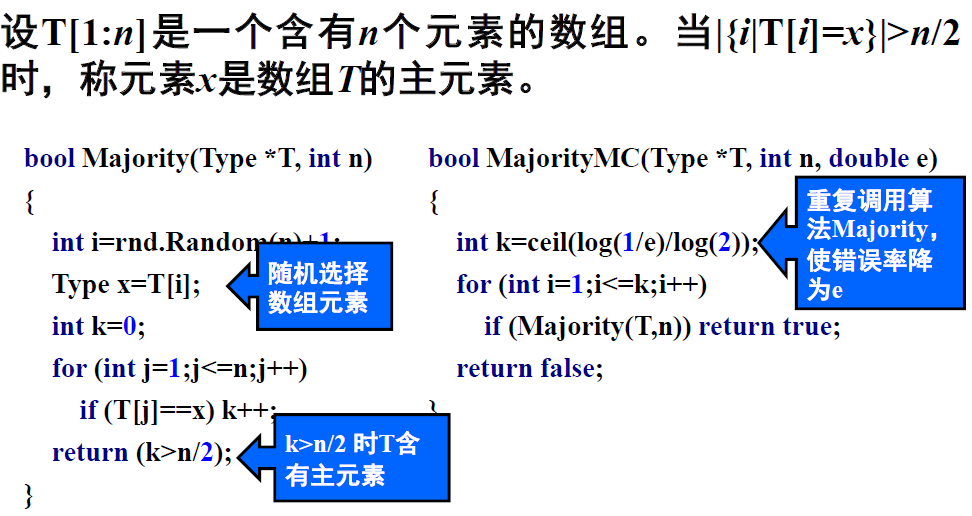 设T[1:n]是一个含有n个元素的数组。当|{i|T[i]=x}|>n/2
时，称元素x是数组T的主元素。
bool Majority(Type *T, int n)
{
int i=rnd.Random(n)+1;
Type x=T[i];
int k=0;
for (int j=1;j<=n;j++)
if (T[j]==x) k++;
return (k>n/2);
}
随机选择
数组元素
k>n/2 时T含
有主元素
bool MajorityMC(Type *T, int n, double e)
{
int k=ceil(log(1/e)/log(2));
for (int i=1;i<=k;i++)
if (Majority(T,n)) return true;
return false;
}
重复调用算
法Majority，
使错误率降
为e